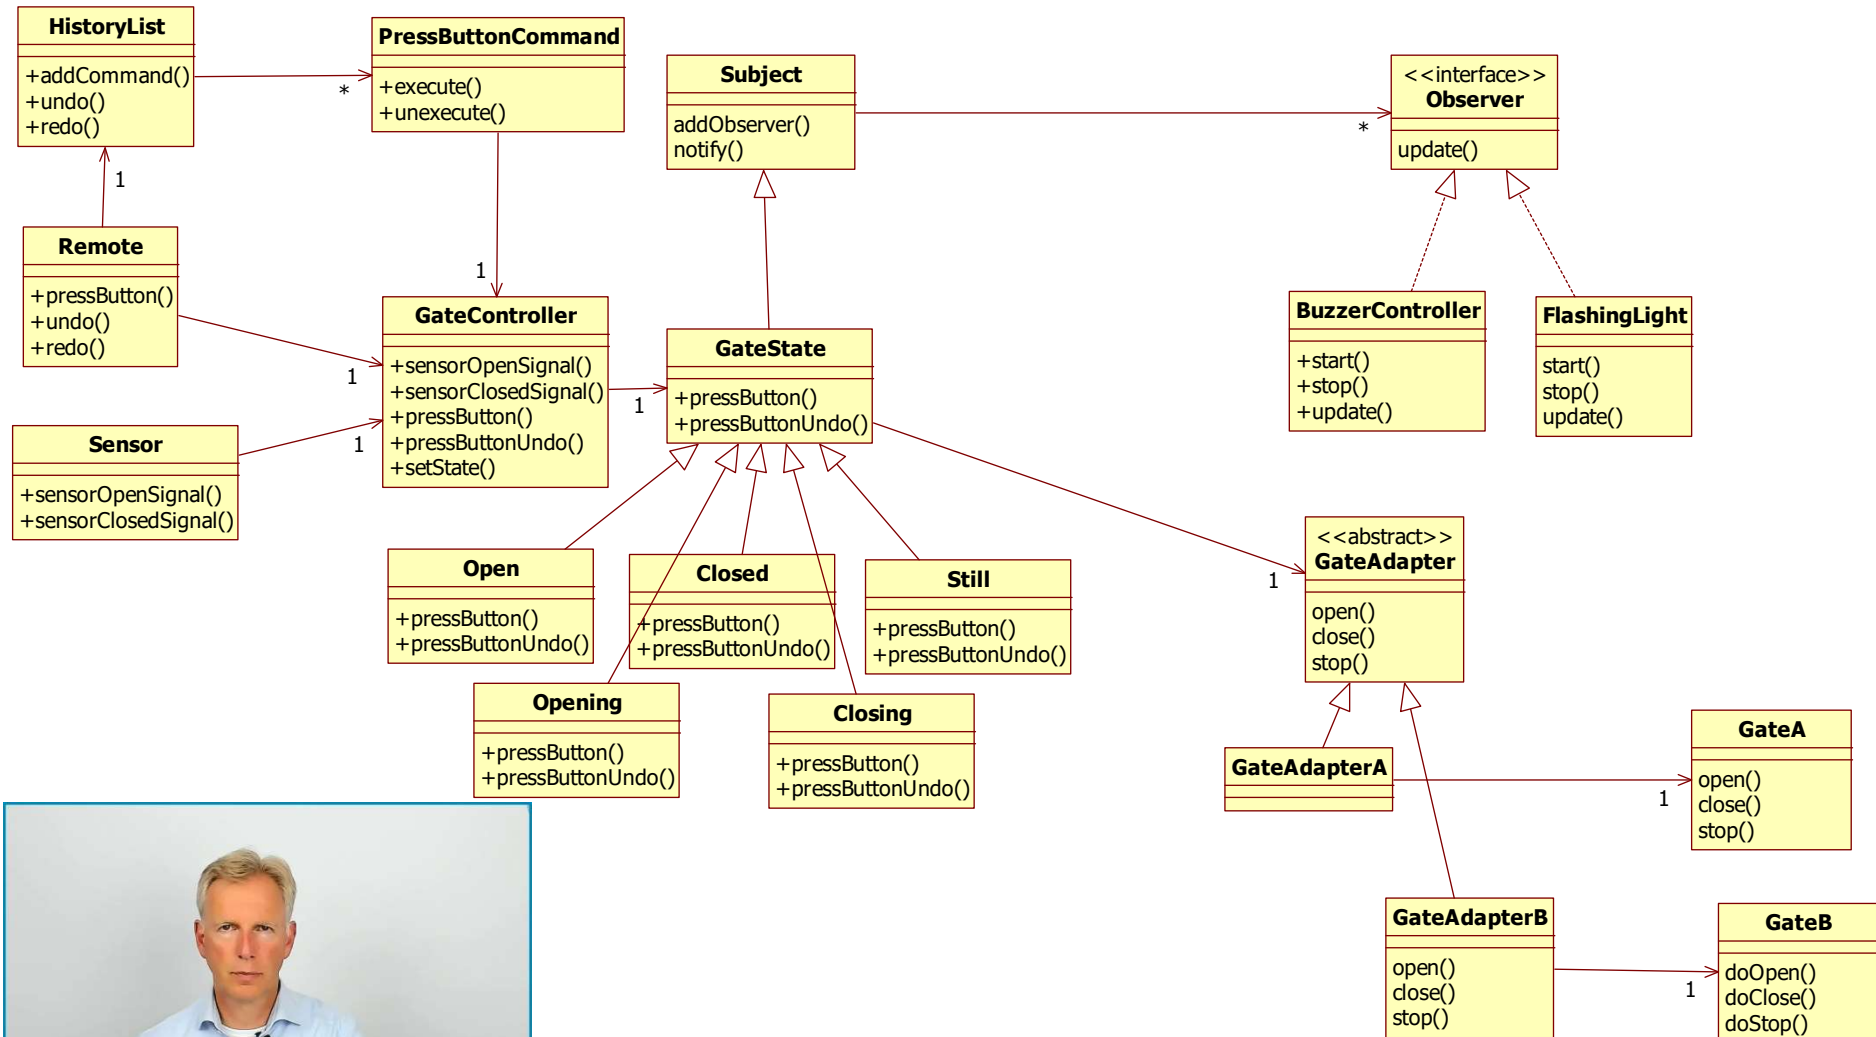 HistoryList
+addCommand()
+undo()
+redo()
PressButtonCommand
+execute()
+unexecute()
*
Subject
addObserver()
notify()
*
<<interface>>
Observer
update()
1
Remote
+pressButton()
+undo()
+redo()
1
1
GateController
+sensorOpenSignal()
+sensorClosedSignal()
+pressButton()
+pressButtonUndo()
+setState()
1
GateState
+pressButton()
+pressButtonUndo()
BuzzerController
+start()
+stop()
+update()
FlashingLight
start()
stop()
update()
Sensor
+sensorOpenSignal()
+sensorClosedSignal()
1
Open
+pressButton()
+pressButtonUndo()
Closed
+pressButton()
+pressButtonUndo()
Still
+pressButton()
+pressButtonUndo()
1
<<abstract>>
GateAdapter
open()
close()
stop()
Opening
+pressButton()
+pressButtonUndo()
Closing
+pressButton()
+pressButtonUndo()
GateAdapterA
1
GateA
open()
close()
stop()
GateAdapterB
open()
close()
stop()
1
GateB
doOpen()
doClose()
doStop()